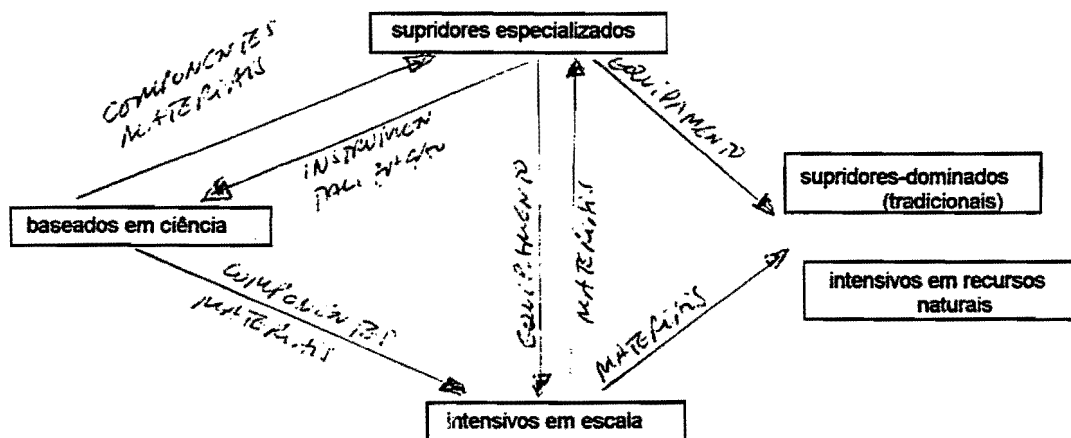 supridores especializados
COMPONENTES
MATERIAIS
INSTRUMEN
EQUIPAMENTO
supridores-dominados
(tradicionais)
baseados em ciência
EQUIPAMENTO
MATERIAIS
intensivos em recursos
naturais
COMPONENTES
MATERIAIS
MATERIAIS
intensivos em escala